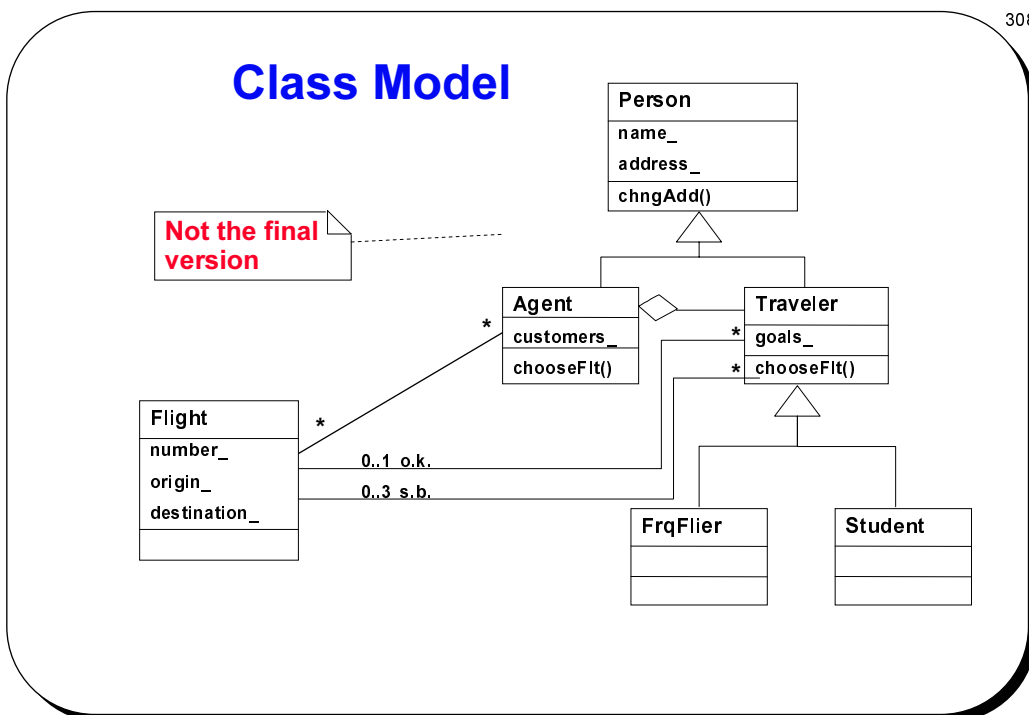 308
Class Model
Person
name_
address_
chngAdd()
Not the final
version
Agent
customers_
chooseFlt()
Traveler
goals_
chooseFlt()
*
*
*
*
Flight
number_
origin_
destination_
0..1 o.k.
0..3 s.b.
FrqFlier
Student